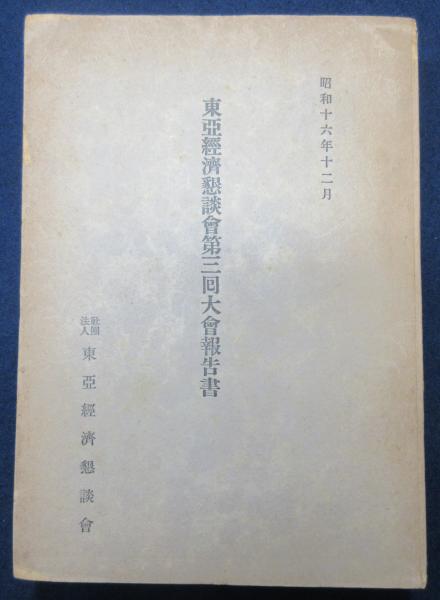 昭和十六年十二月
東亞經濟懇談會第三囘大會報告書
社團法人 東亞經濟懇談會